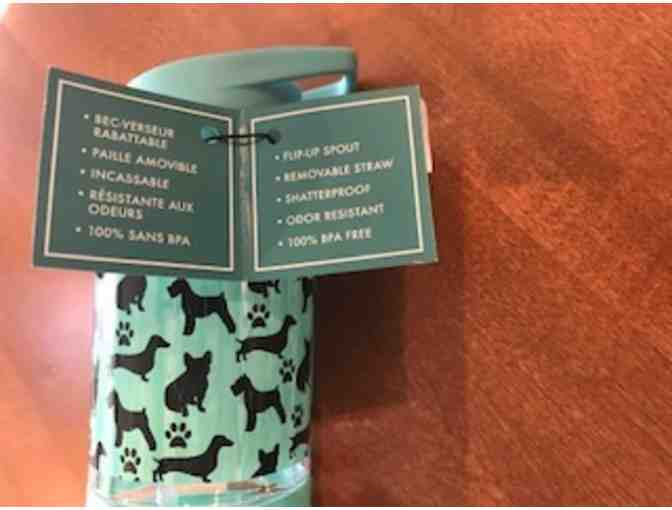 • BEC-VERSEUR
RABATTABLE
• PAILLE AMOVIBLE
• INCASSABLE
• RÉSISTANTE AUX
ODEURS
• 100% SANS BPA
• FLIP-UP SPOUT
• REMOVABLE STRAW
• SHATTERPROOF
• ODOR RESISTANT
• 100% BPA FREE